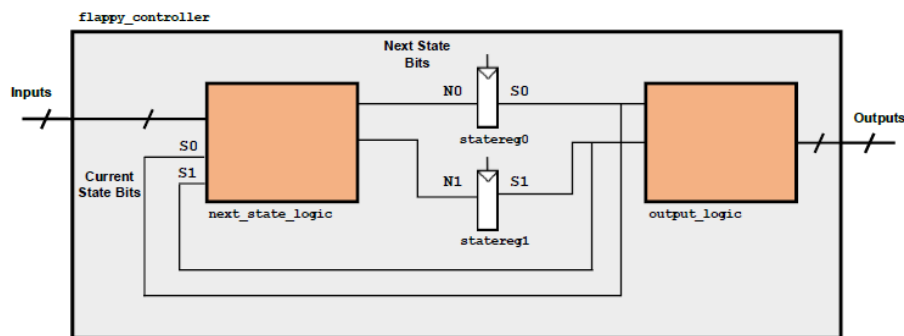 flappy_controller
Next State
Bits
Inputs
N0
S0
statereg0
Outputs
S0
S1
Current
State Bits
N1
S1
next_state_logic
statereg1
output_logic